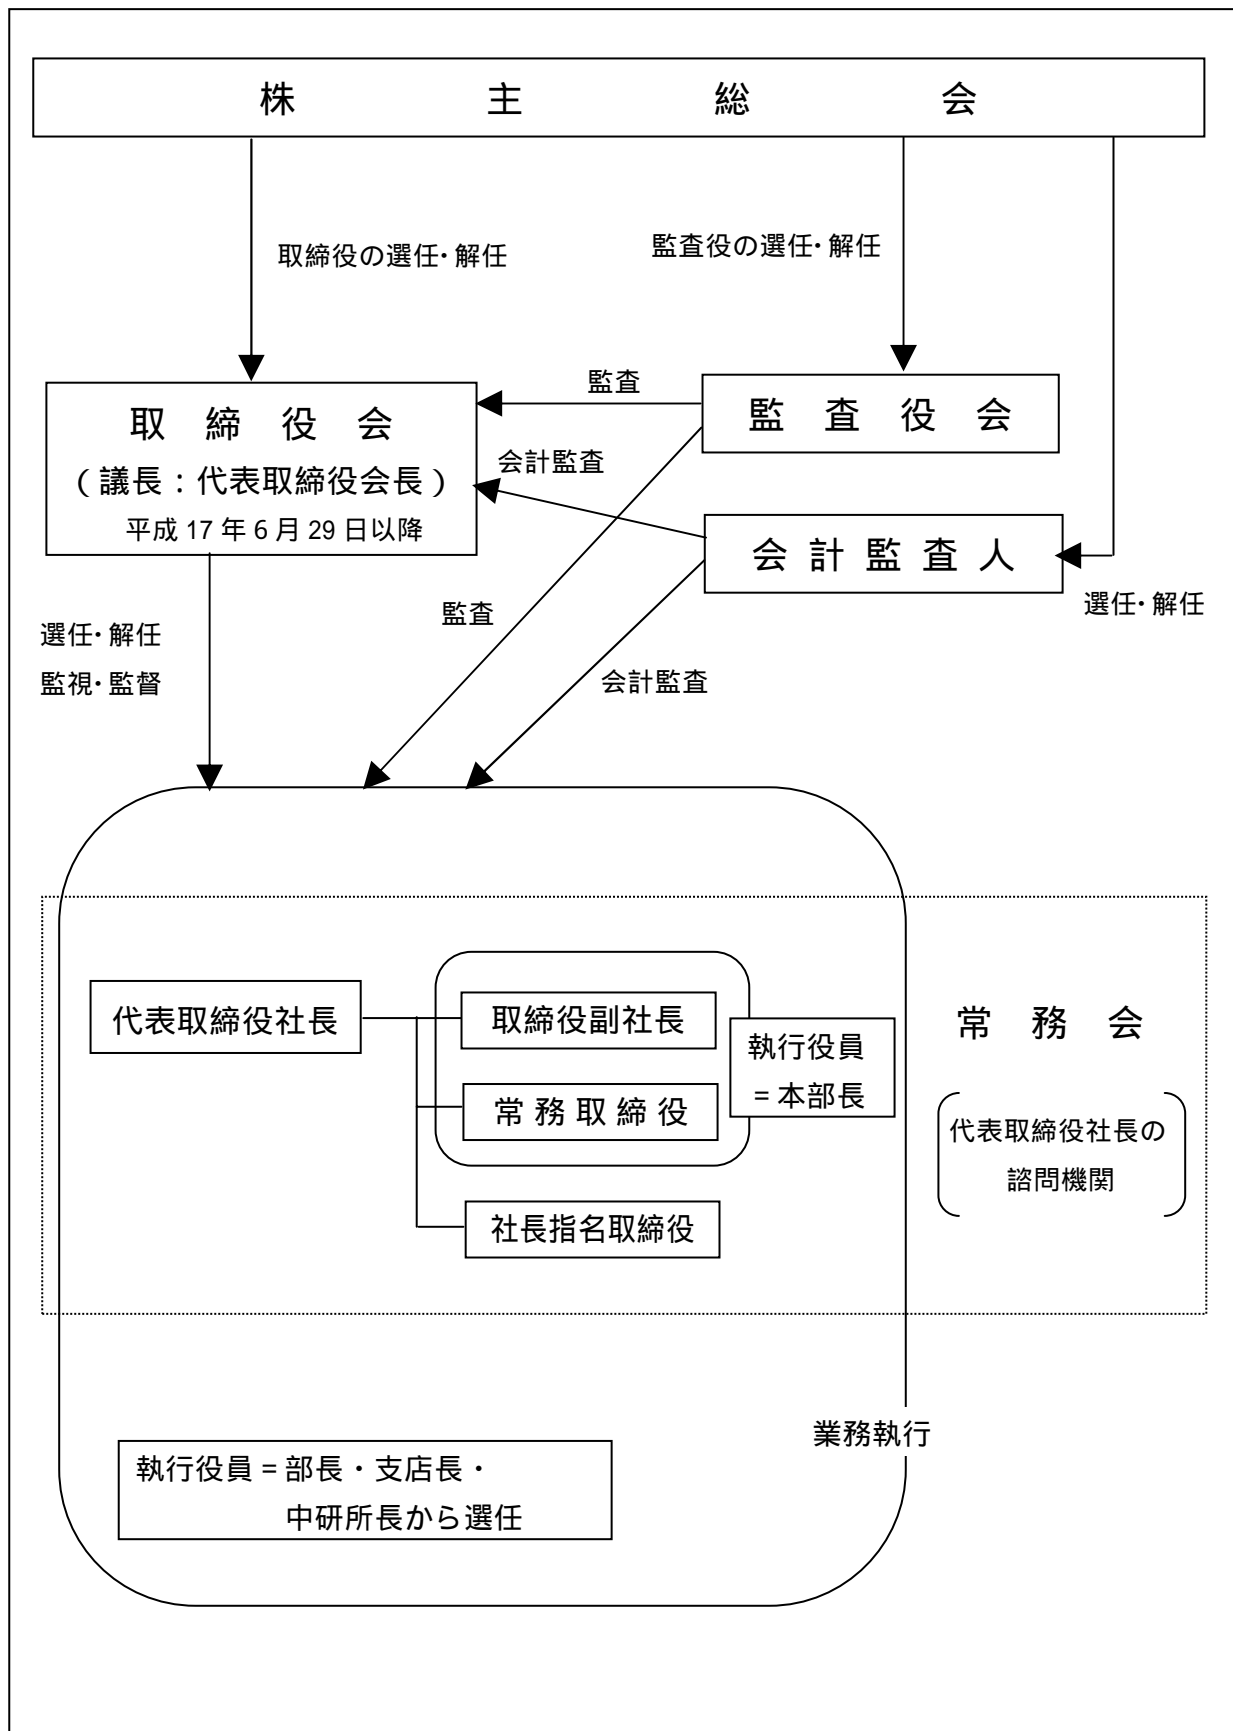 株主総会
取締役の選任・解任
監査役の選任・解任
監査
取締役会
（議長：代表取締役会長）
平成 17 年 6 月 29 日以降
監査役会
会計監査
会計監査人
選任・解任
選任・解任
監視・監督
監査
会計監査
代表取締役社長
取締役副社長
常務取締役
社長指名取締役
執行役員
＝本部長
常務会
代表取締役社長の
諮問機関
業務執行
執行役員＝部長・支店長・
中研所長から選任